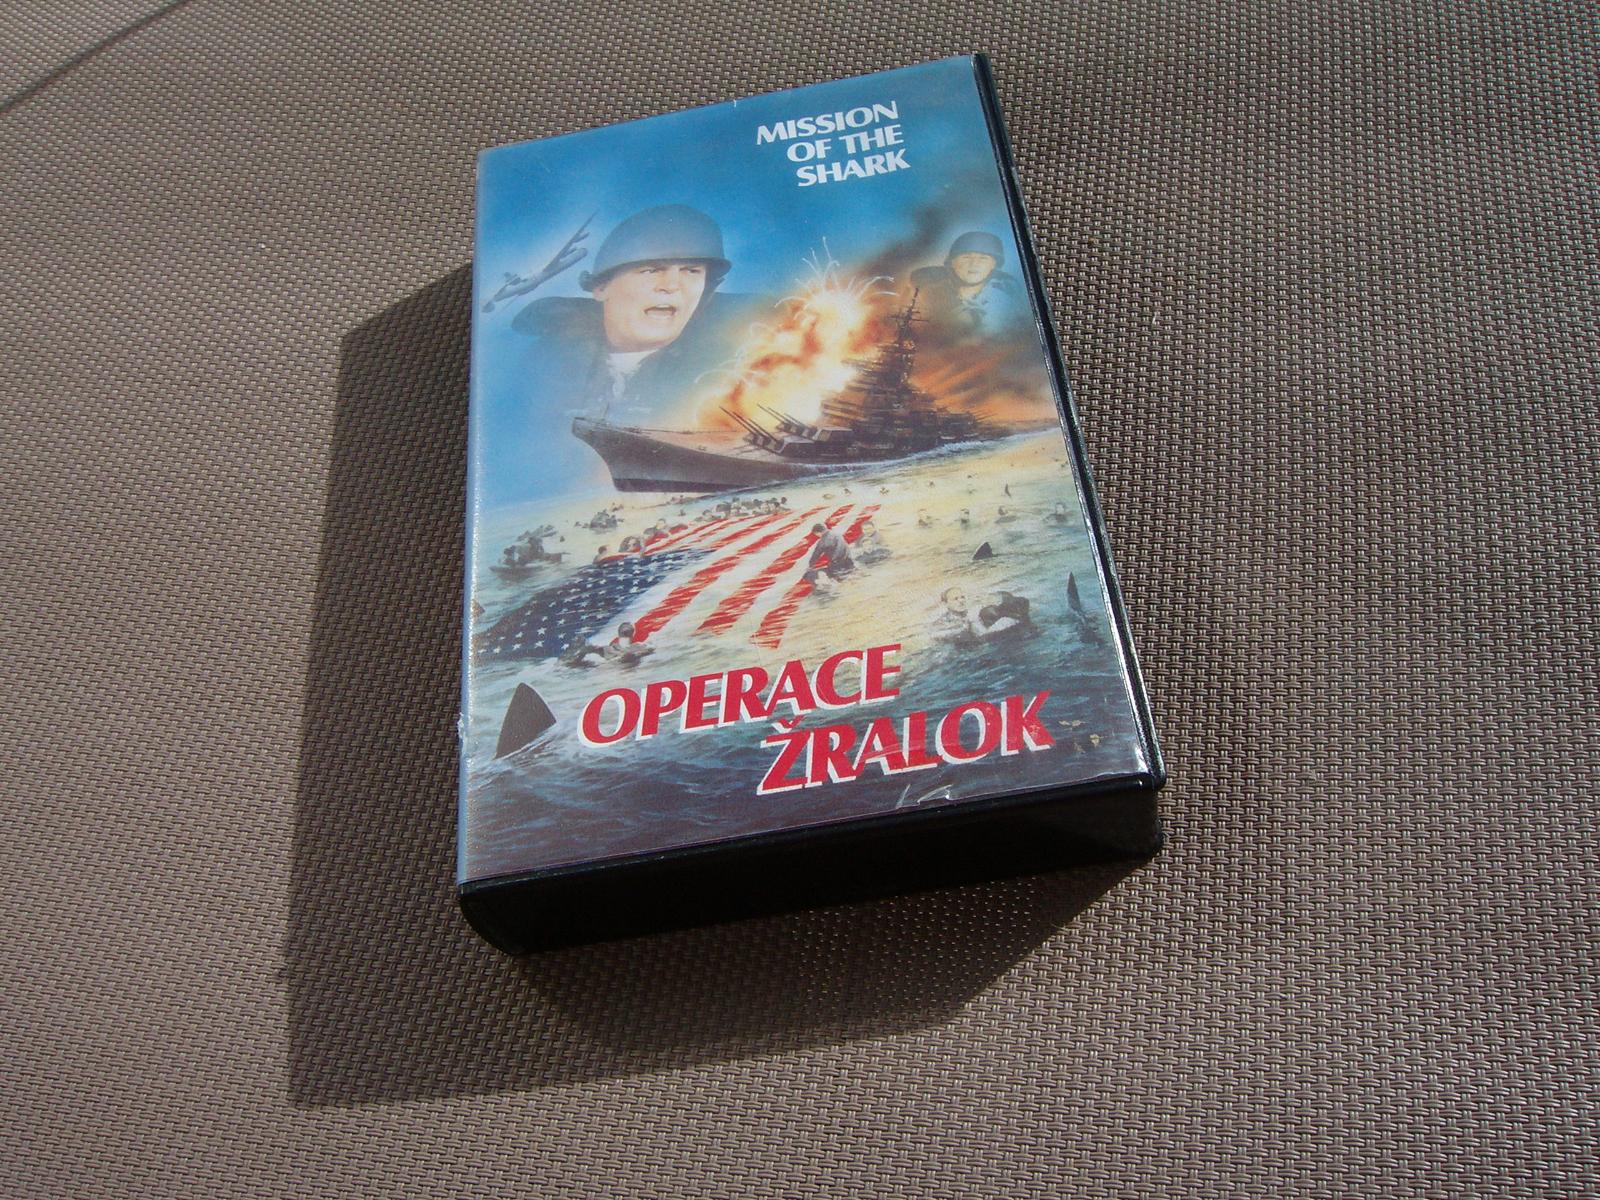 MISSION
OF THE
SHARK
OPERACE
ŽRALOK